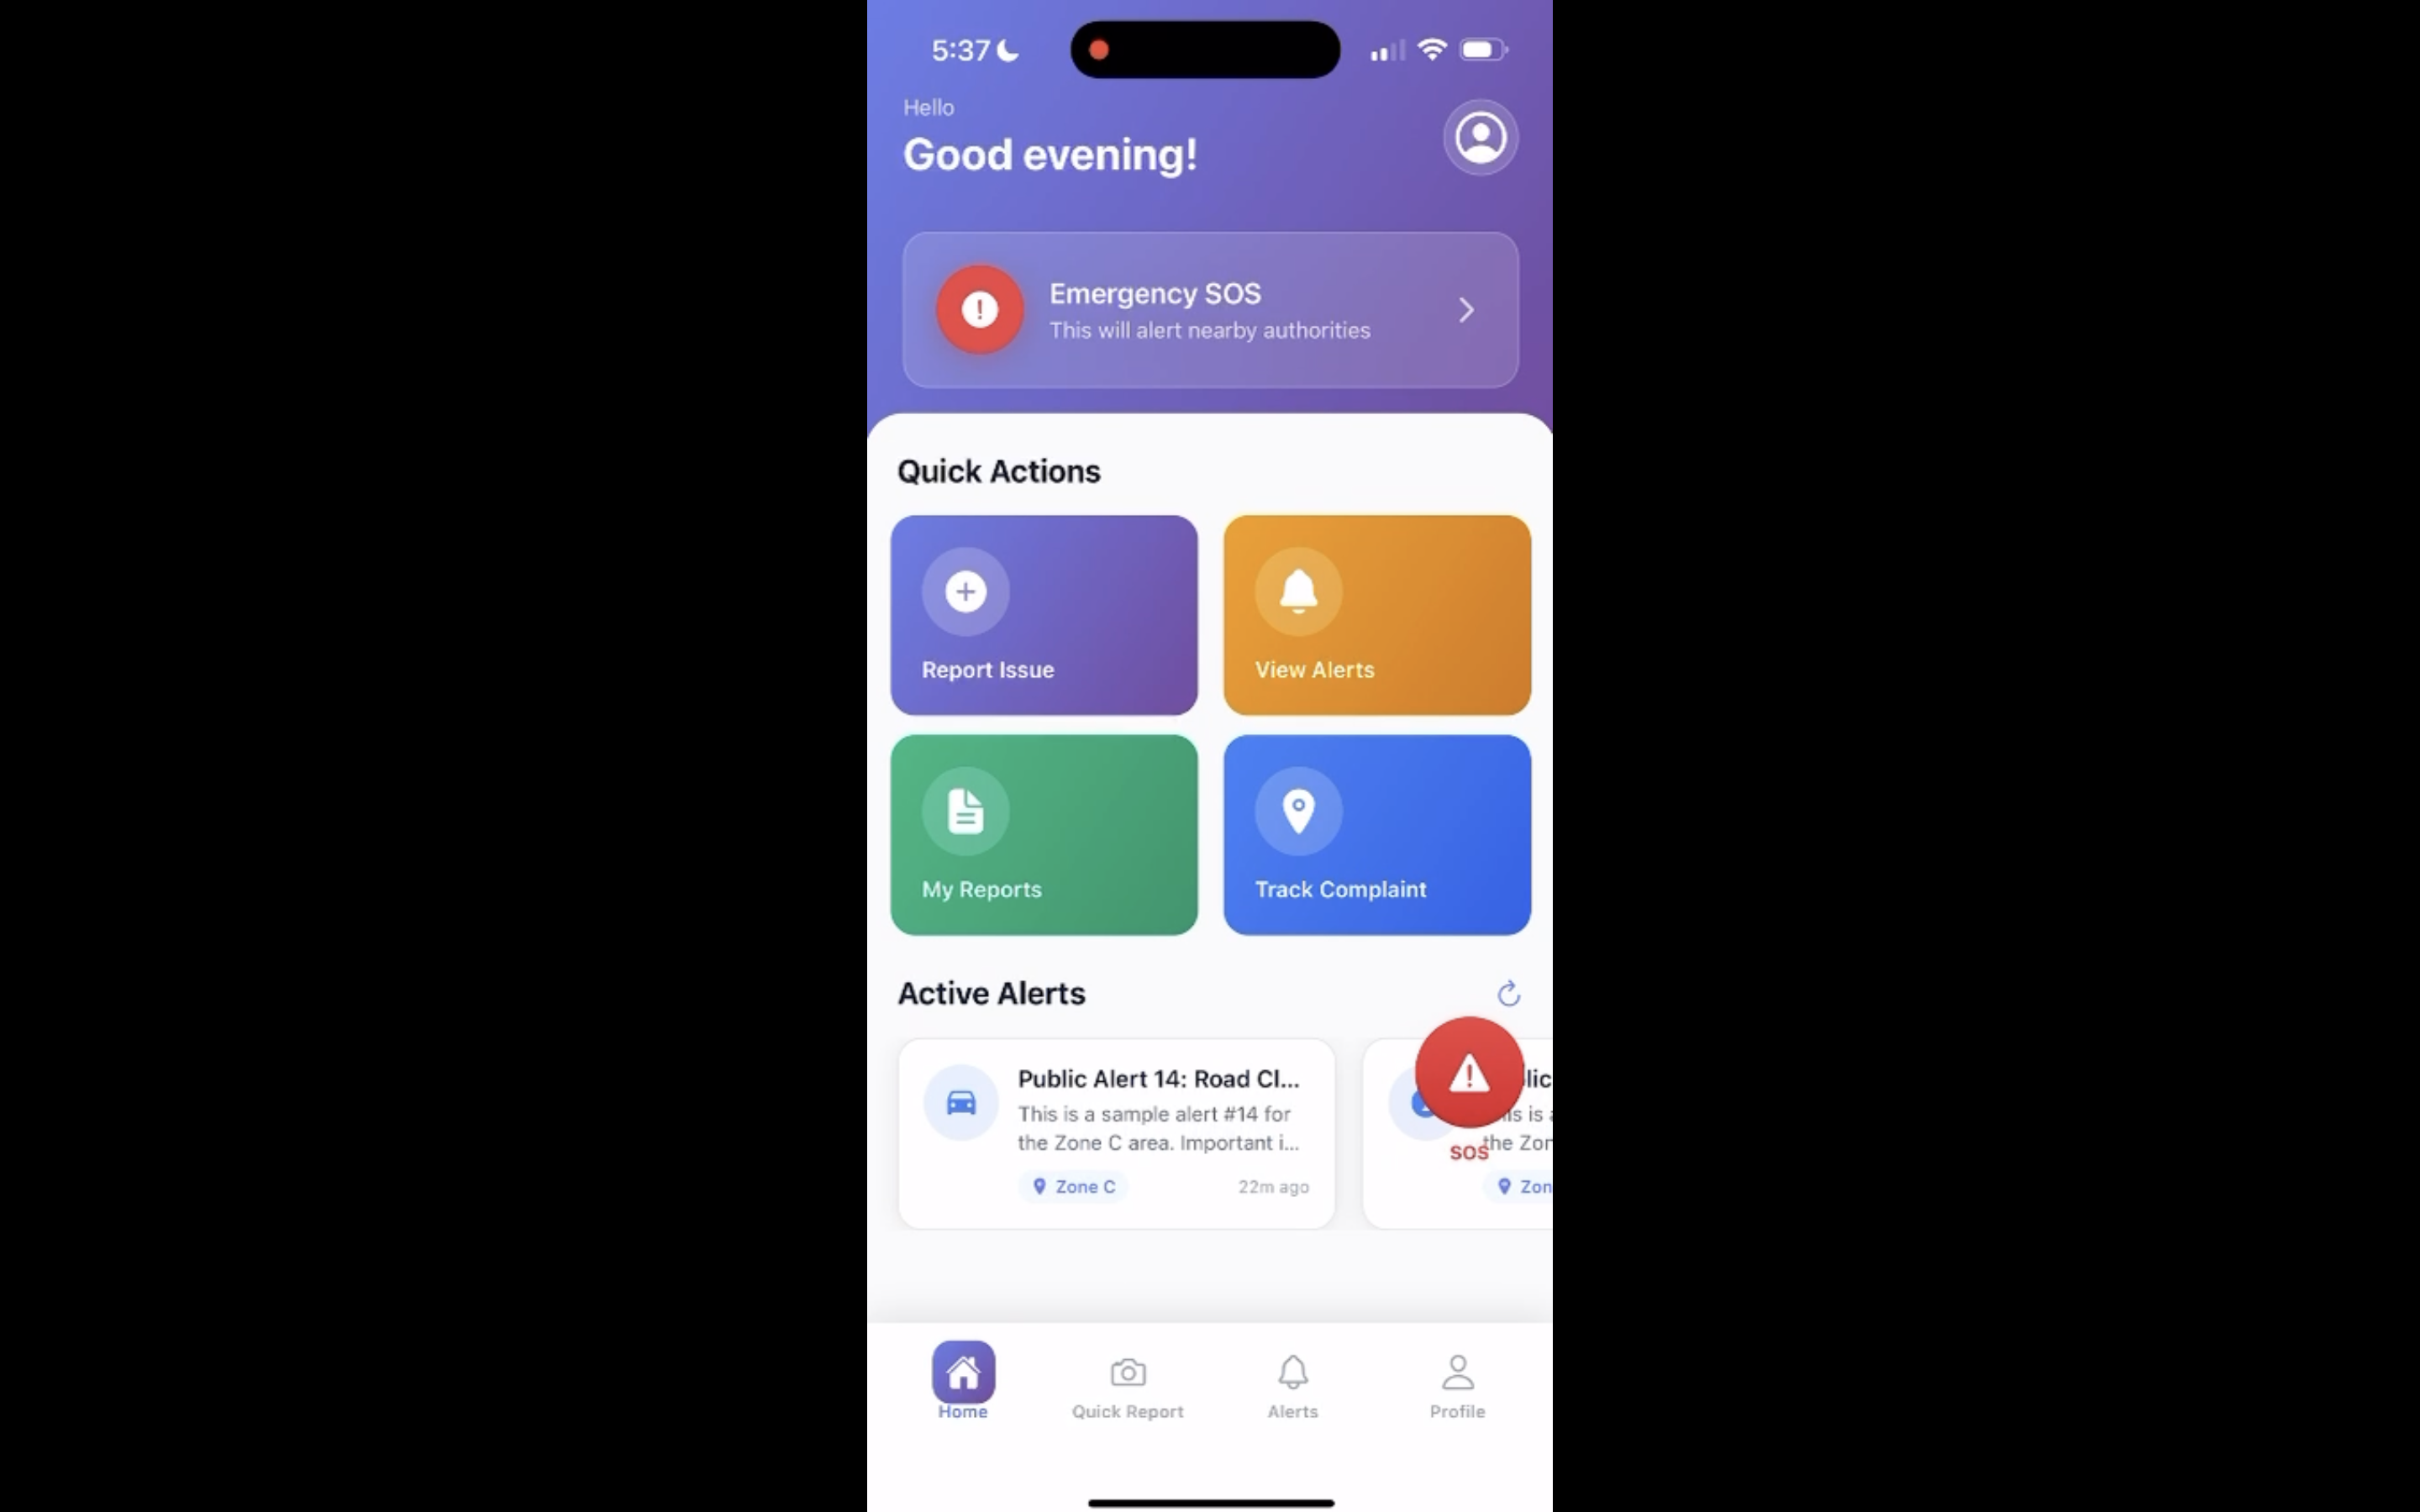 5:37
Hello
Good evening!
Emergency SOS
This will alert nearby authorities
Quick Actions
Report Issue
View Alerts
My Reports
Track Complaint
Active Alerts
Public Alert 14: Road Cl...
This is a sample alert #14 for
the Zone C area. Important i...
Zone C
22m ago
lic
is is a
the Zon
Zon
SOS
Home
Quick Report
Alerts
Profile